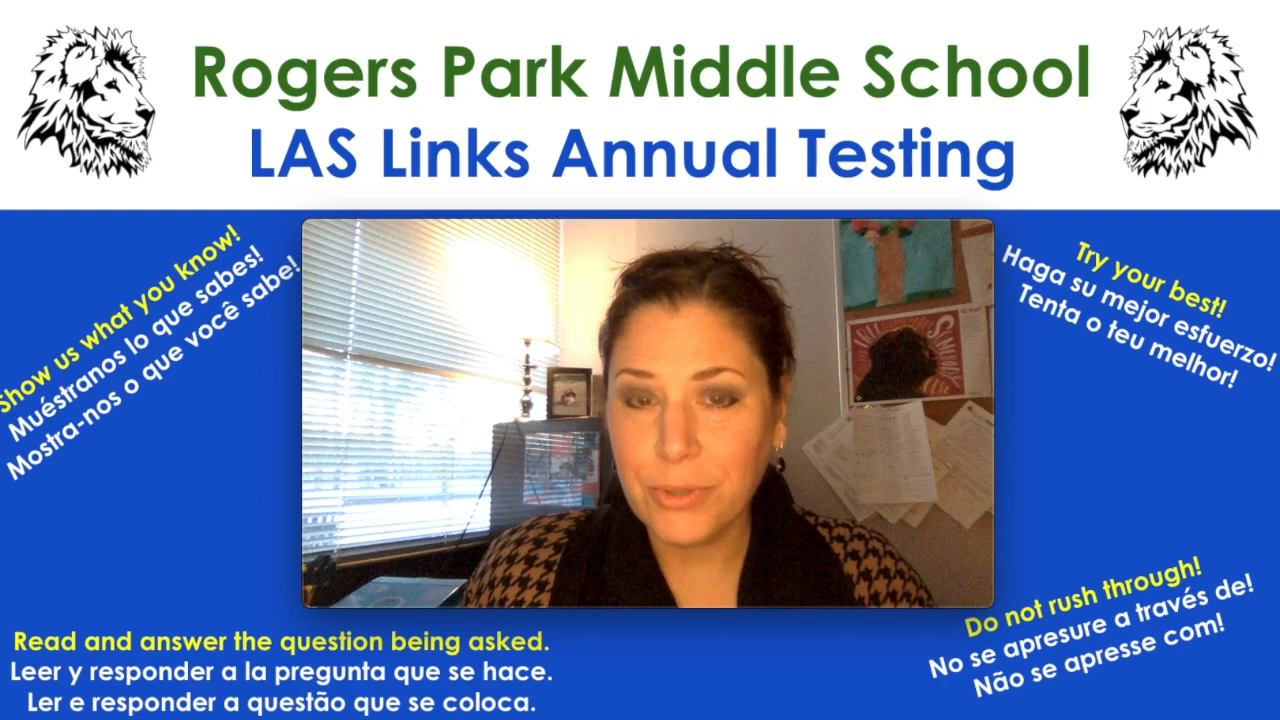 Rogers Park Middle School
LAS Links Annual Testing
Show us what you know!
Muéstranos lo que sabes!
Mostra-nos o que você sabe!
Try your best!
Haga su mejor esfuerzo!
Tenta o teu melhor!
Read and answer the question being asked.
Leer y responder a la pregunta que se hace.
Ler e responder a questão que se coloca.
Do not rush through!
No se apresure a través de!
Não se apresse com!